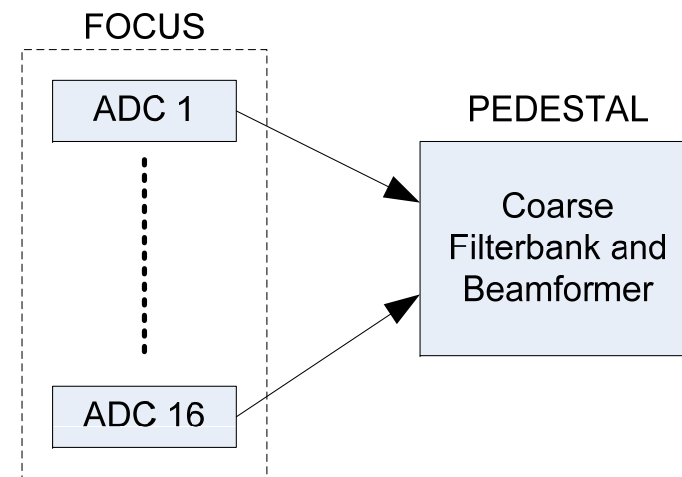 FOCUS
ADC 1
ADC 16
PEDESTAL
Coarse
Filterbank and
Beamformer